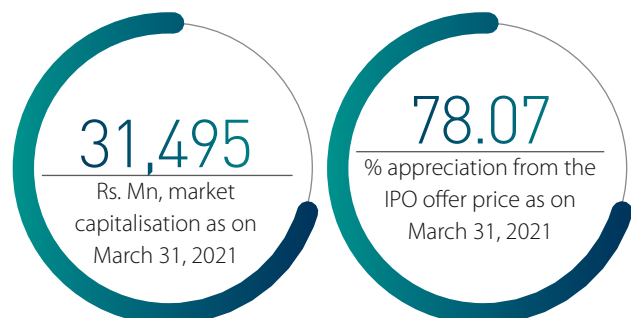 31,495
Rs. Mn, market
capitalisation as on
March 31, 2021
78.07
% appreciation from the
IPO offer price as on
March 31, 2021